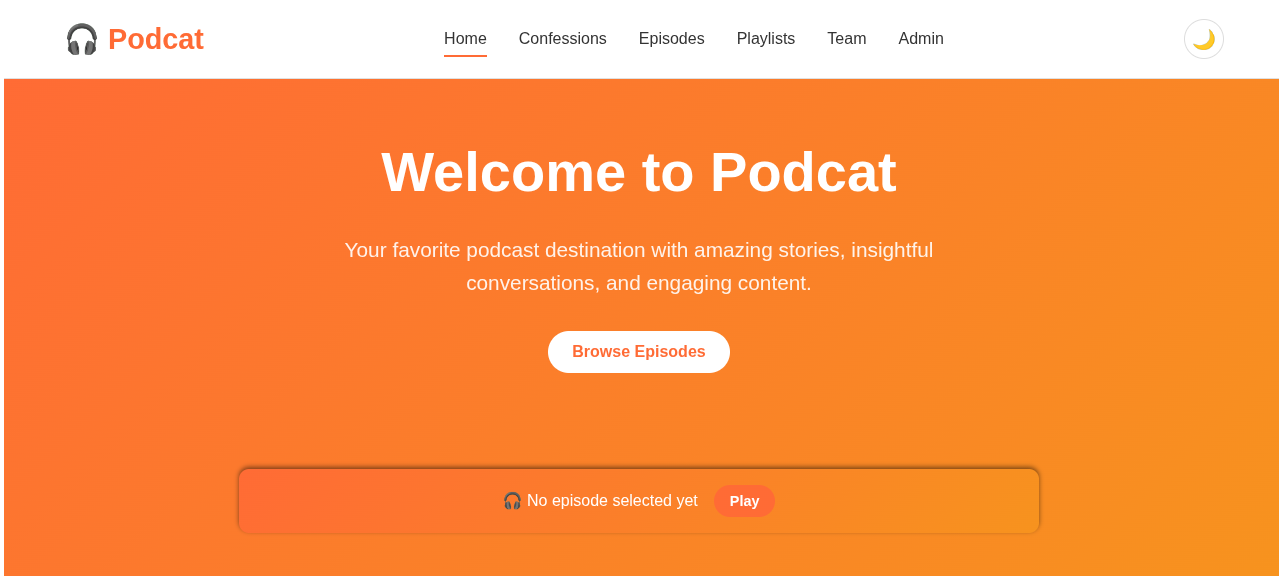 🎧 Podcat
Home Confessions Episodes Playlists Team Admin
🌙
Welcome to Podcat
Your favorite podcast destination with amazing stories, insightful
conversations, and engaging content.
Browse Episodes
🎧 No episode selected yet Play